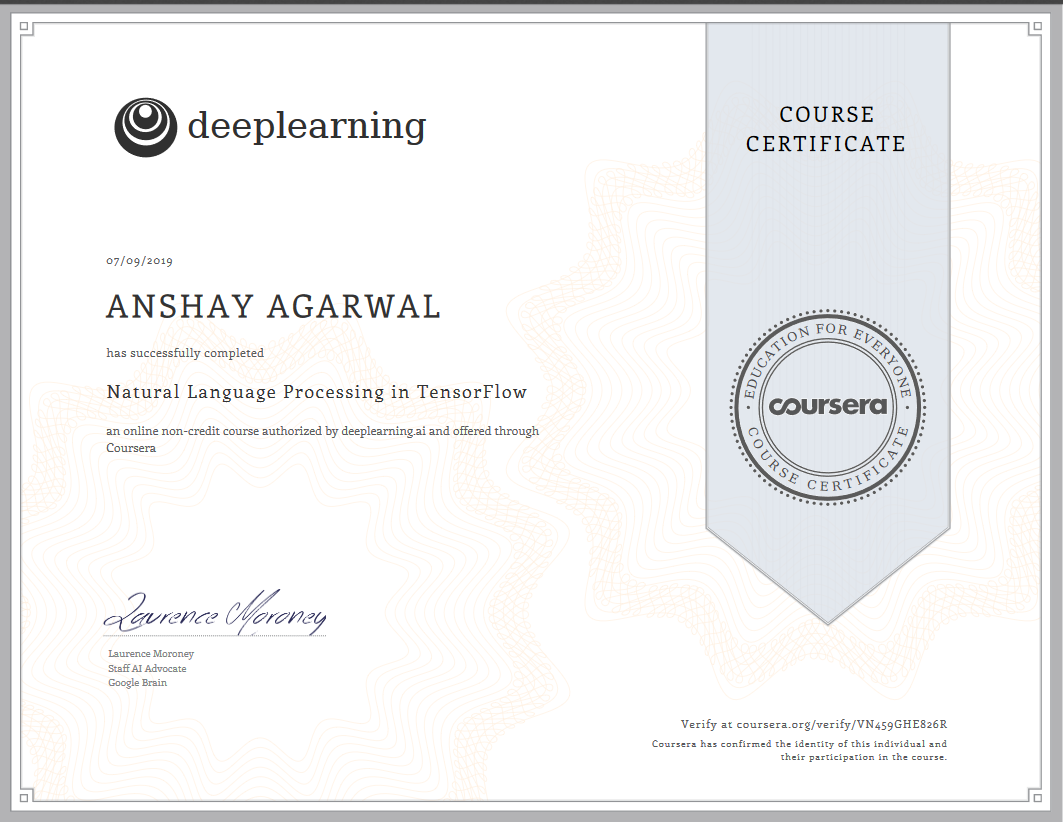 deeplearning
COURSE
CERTIFICATE
07/09/2019
ANSHAY AGARWAL
has successfully completed
Natural Language Processing in TensorFlow
an online non-credit course authorized by deeplearning.ai and offered through
Coursera
EDUCATION FOR EVERYONE
coursera
COURSE CERTIFICATE
Laurence Moroney
Laurence Moroney
Staff AI Advocate
Google Brain
Verify at coursera.org/verify/VN459GHE826R
Coursera has confirmed the identity of this individual and
their participation in the course.